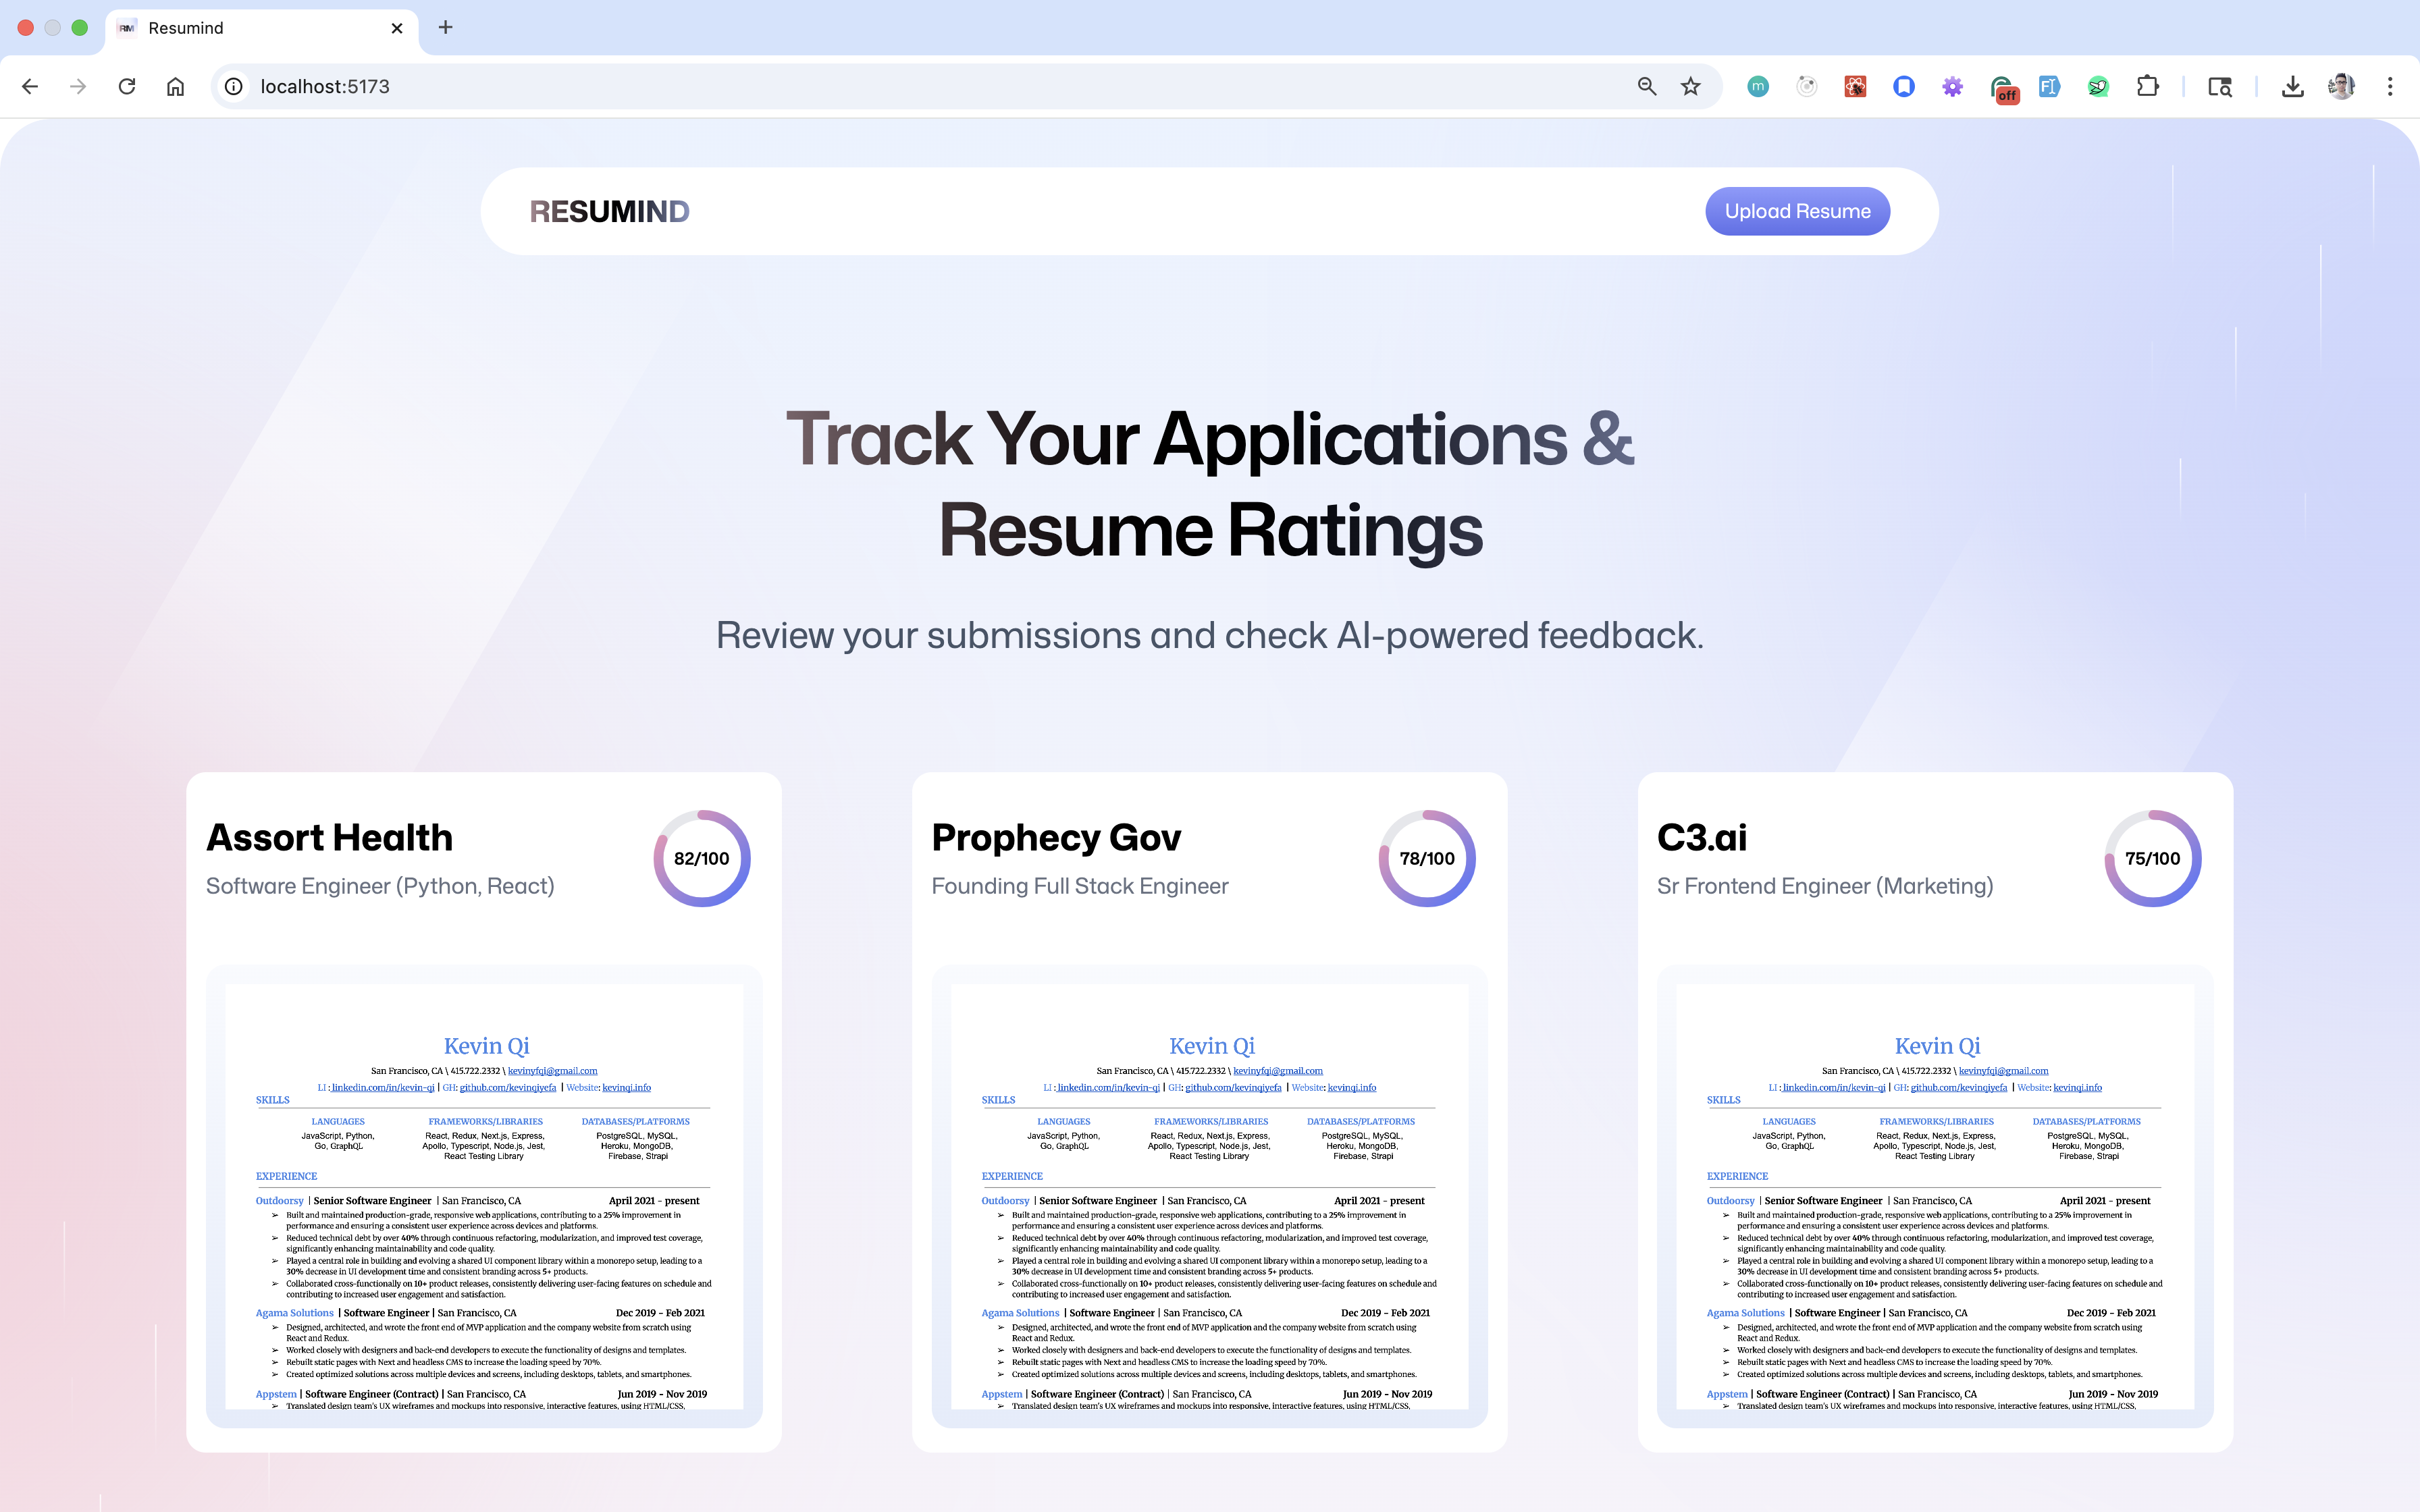 Resumind
localhost:5173
m
off
RESUMIND
Upload Resume
Track Your Applications &
Resume Ratings
Review your submissions and check AI-powered feedback.
Assort Health
Software Engineer (Python, React)
82/100
Kevin Qi
San Francisco, CA \ 415.722.2332 \ kevinyfqi@gmail.com
LI : linkedin.com/in/kevin-qi | GH: github.com/kevinqiyefa | Website: kevinqi.info
SKILLS
LANGUAGES
JavaScript, Python,
Go, GraphQL
FRAMEWORKS/LIBRARIES
React, Redux, Next.js, Express,
Apollo, Typescript, Node.js, Jest,
React Testing Library
DATABASES/PLATFORMS
PostgreSQL, MySQL,
Heroku, MongoDB,
Firebase, Strapi
EXPERIENCE
Outdoorsy | Senior Software Engineer | San Francisco, CA April 2021 - present
➢ Built and maintained production-grade, responsive web applications, contributing to a 25% improvement in
performance and ensuring a consistent user experience across devices and platforms.
➢ Reduced technical debt by over 40% through continuous refactoring, modularization, and improved test coverage,
significantly enhancing maintainability and code quality.
➢ Played a central role in building and evolving a shared UI component library within a monorepo setup, leading to a
30% decrease in UI development time and consistent branding across 5+ products.
➢ Collaborated cross-functionally on 10+ product releases, consistently delivering user-facing features on schedule and
contributing to increased user engagement and satisfaction.
Agama Solutions | Software Engineer | San Francisco, CA Dec 2019 - Feb 2021
➢ Designed, architected, and wrote the front end of MVP application and the company website from scratch using
React and Redux.
➢ Worked closely with designers and back-end developers to execute the functionality of designs and templates.
➢ Rebuilt static pages with Next and headless CMS to increase the loading speed by 70%.
➢ Created optimized solutions across multiple devices and screens, including desktops, tablets, and smartphones.
Appstem | Software Engineer (Contract) | San Francisco, CA Jun 2019 - Nov 2019
➢ Translated design team's UX wireframes and mockups into responsive, interactive features, using HTML/CSS,
Prophecy Gov
Founding Full Stack Engineer
78/100
Kevin Qi
San Francisco, CA \ 415.722.2332 \ kevinyfqi@gmail.com
LI : linkedin.com/in/kevin-qi | GH: github.com/kevinqiyefa | Website: kevinqi.info
SKILLS
LANGUAGES
JavaScript, Python,
Go, GraphQL
FRAMEWORKS/LIBRARIES
React, Redux, Next.js, Express,
Apollo, Typescript, Node.js, Jest,
React Testing Library
DATABASES/PLATFORMS
PostgreSQL, MySQL,
Heroku, MongoDB,
Firebase, Strapi
EXPERIENCE
Outdoorsy | Senior Software Engineer | San Francisco, CA April 2021 - present
➢ Built and maintained production-grade, responsive web applications, contributing to a 25% improvement in
performance and ensuring a consistent user experience across devices and platforms.
➢ Reduced technical debt by over 40% through continuous refactoring, modularization, and improved test coverage,
significantly enhancing maintainability and code quality.
➢ Played a central role in building and evolving a shared UI component library within a monorepo setup, leading to a
30% decrease in UI development time and consistent branding across 5+ products.
➢ Collaborated cross-functionally on 10+ product releases, consistently delivering user-facing features on schedule and
contributing to increased user engagement and satisfaction.
Agama Solutions | Software Engineer | San Francisco, CA Dec 2019 - Feb 2021
➢ Designed, architected, and wrote the front end of MVP application and the company website from scratch using
React and Redux.
➢ Worked closely with designers and back-end developers to execute the functionality of designs and templates.
➢ Rebuilt static pages with Next and headless CMS to increase the loading speed by 70%.
➢ Created optimized solutions across multiple devices and screens, including desktops, tablets, and smartphones.
Appstem | Software Engineer (Contract) | San Francisco, CA Jun 2019 - Nov 2019
➢ Translated design team's UX wireframes and mockups into responsive, interactive features, using HTML/CSS,
C3.ai
Sr Frontend Engineer (Marketing)
75/100
Kevin Qi
San Francisco, CA \ 415.722.2332 \ kevinyfqi@gmail.com
LI : linkedin.com/in/kevin-qi | GH: github.com/kevinqiyefa | Website: kevinqi.info
SKILLS
LANGUAGES
JavaScript, Python,
Go, GraphQL
FRAMEWORKS/LIBRARIES
React, Redux, Next.js, Express,
Apollo, Typescript, Node.js, Jest,
React Testing Library
DATABASES/PLATFORMS
PostgreSQL, MySQL,
Heroku, MongoDB,
Firebase, Strapi
EXPERIENCE
Outdoorsy | Senior Software Engineer | San Francisco, CA April 2021 - present
➢ Built and maintained production-grade, responsive web applications, contributing to a 25% improvement in
performance and ensuring a consistent user experience across devices and platforms.
➢ Reduced technical debt by over 40% through continuous refactoring, modularization, and improved test coverage,
significantly enhancing maintainability and code quality.
➢ Played a central role in building and evolving a shared UI component library within a monorepo setup, leading to a
30% decrease in UI development time and consistent branding across 5+ products.
➢ Collaborated cross-functionally on 10+ product releases, consistently delivering user-facing features on schedule and
contributing to increased user engagement and satisfaction.
Agama Solutions | Software Engineer | San Francisco, CA Dec 2019 - Feb 2021
➢ Designed, architected, and wrote the front end of MVP application and the company website from scratch using
React and Redux.
➢ Worked closely with designers and back-end developers to execute the functionality of designs and templates.
➢ Rebuilt static pages with Next and headless CMS to increase the loading speed by 70%.
➢ Created optimized solutions across multiple devices and screens, including desktops, tablets, and smartphones.
Appstem | Software Engineer (Contract) | San Francisco, CA Jun 2019 - Nov 2019
➢ Translated design team's UX wireframes and mockups into responsive, interactive features, using HTML/CSS,